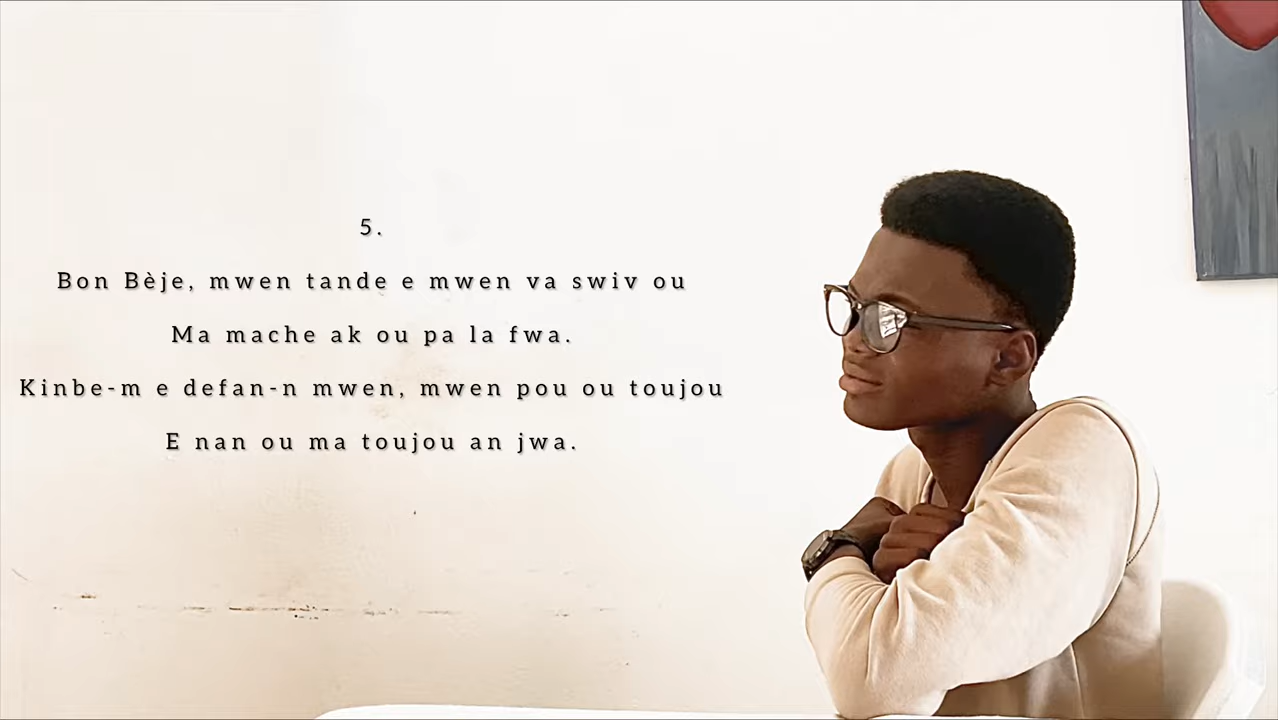 5.
Bon Bèje, mwen tande e mwen va swiv ou
Ma mache ak ou pa la fwa.
Kinbe-m e defan-n mwen, mwen pou ou toujou
E nan ou ma toujou an jwa.